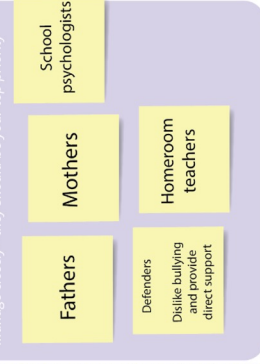 School
psychologists
Mothers
Fathers
Homeroom
teachers
Defenders
Dislike bullying
and provide
direct support